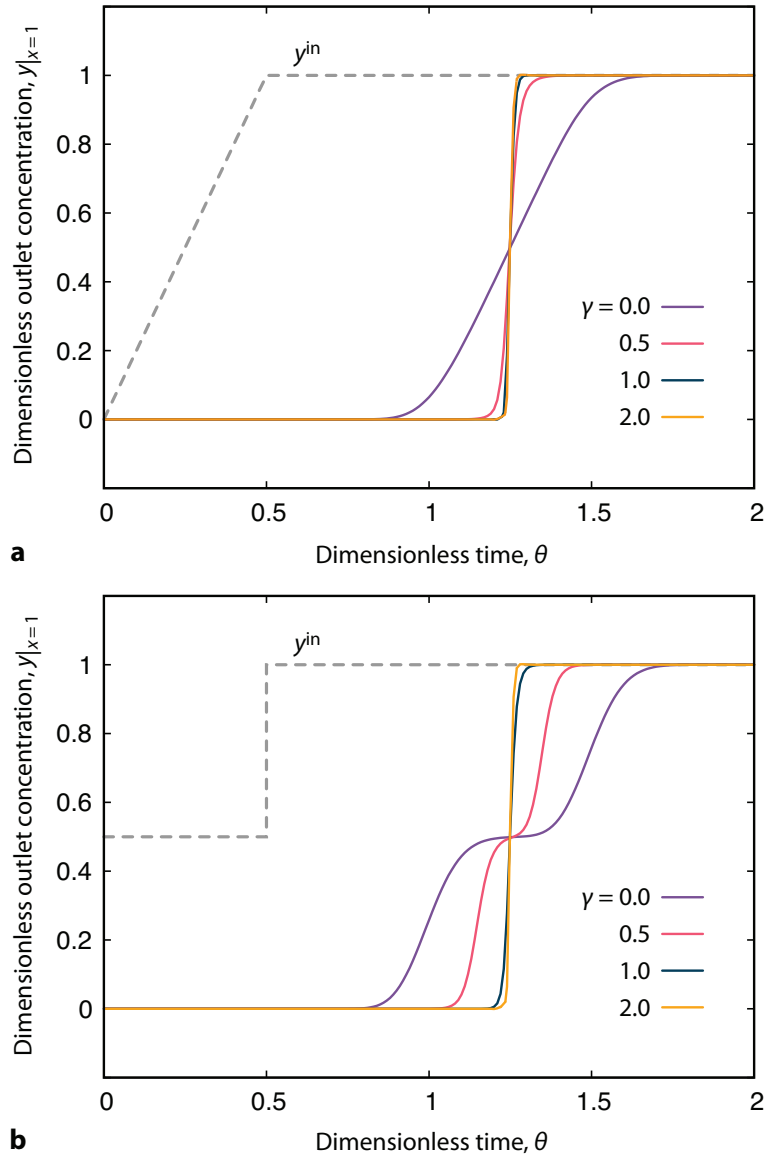 Dimensionless outlet concentration, y|x=1
yin
1
0.8
0.6
0.4
0.2
0
γ = 0.0
0.5
1.0
2.0
0 0.5 1 1.5 2
Dimensionless time, θ
a
Dimensionless outlet concentration, y|x=1
yin
1
0.8
0.6
0.4
0.2
0
γ = 0.0
0.5
1.0
2.0
0 0.5 1 1.5 2
Dimensionless time, θ
b